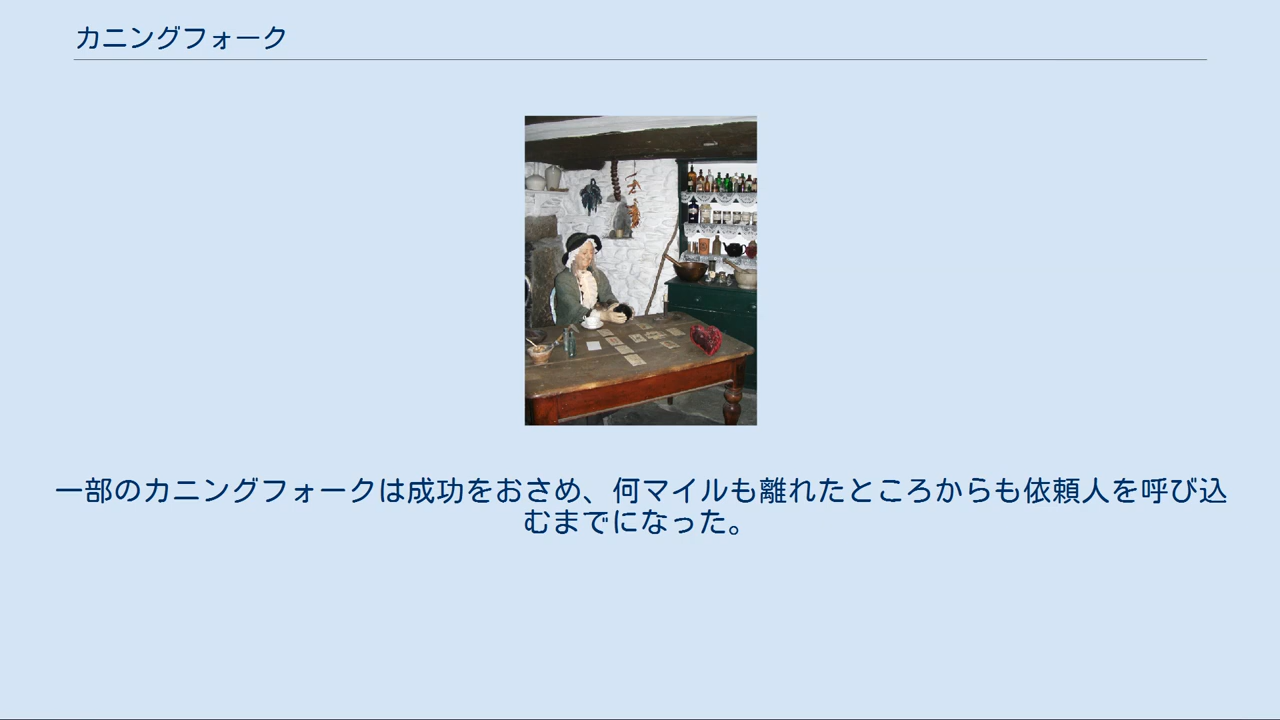 カニングフォーク
一部のカニングフォークは成功をおさめ、何マイルも離れたところからも依頼人を呼び込
むまでになった。